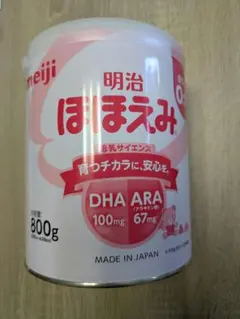 meiji
明治
ほほえみ
母乳サイエンス
育つチカラに、安心を。
DHA ARA
100mg 67mg
800g
MADE IN JAPAN